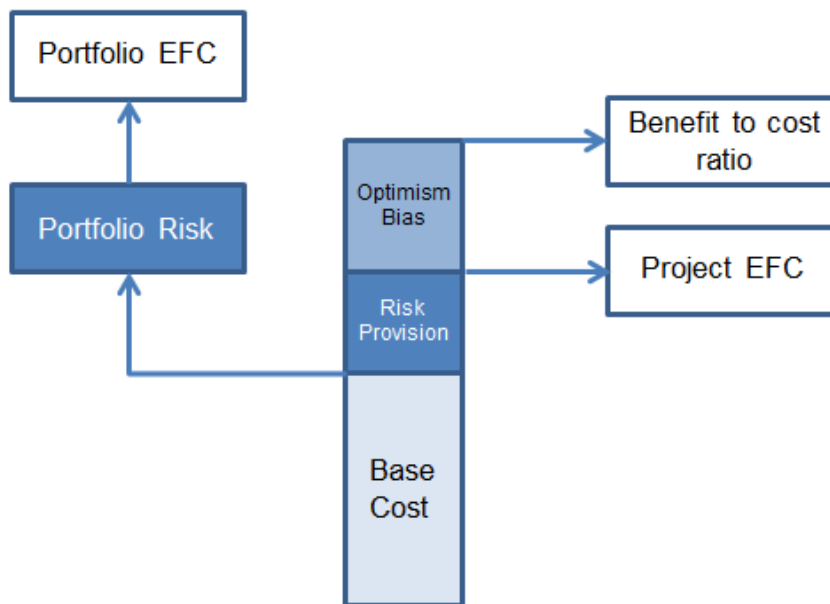 Portfolio EFC
Portfolio Risk
Optimism
Bias
Risk
Provision
Base
Cost
Benefit to cost
ratio
Project EFC